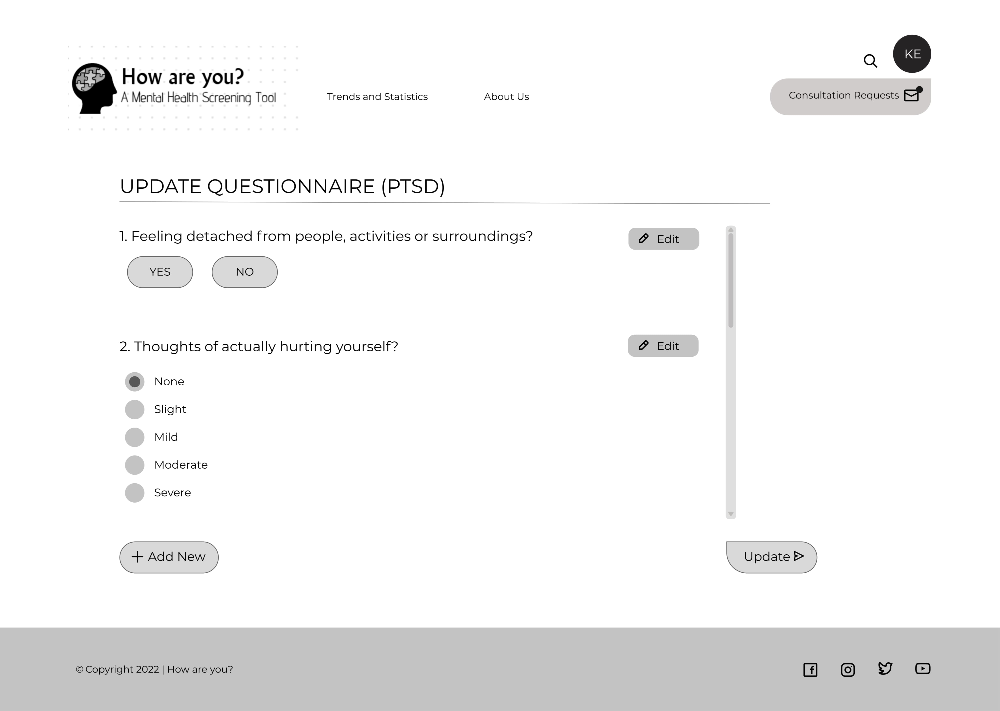 How are you?
A Mental Health Screening Tool
Trends and Statistics
About Us
KE
Consultation Requests
UPDATE QUESTIONNAIRE (PTSD)
1. Feeling detached from people, activities or surroundings?
Edit
YES
NO
2. Thoughts of actually hurting yourself?
Edit
None
Slight
Mild
Moderate
Severe
Add New
Update
© Copyright 2022 | How are you?